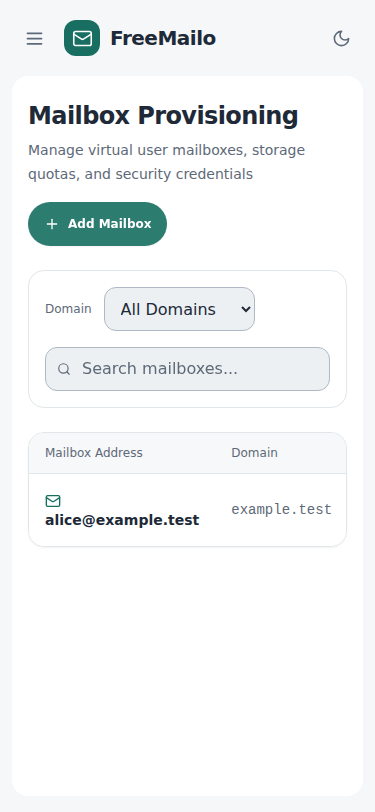 FreeMailo
Mailbox Provisioning
Manage virtual user mailboxes, storage
quotas, and security credentials
Add Mailbox
Domain
All Domains
Search mailboxes...
Mailbox Address Domain
alice@example.test example.test